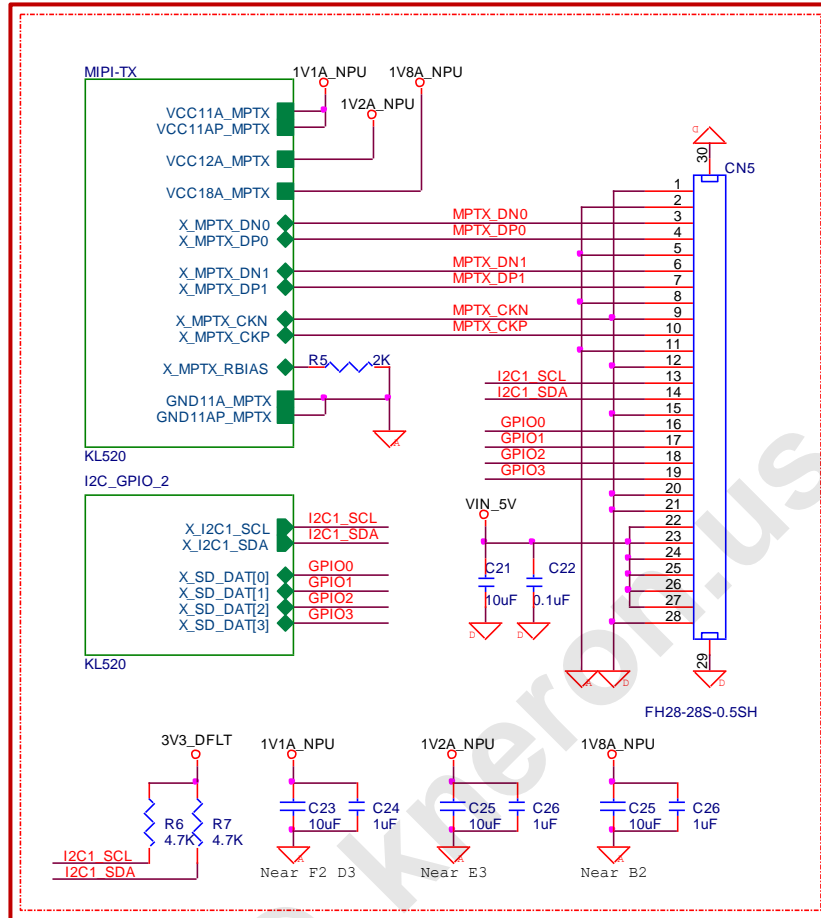 MIPI-TX
1V1A_NPU
1V8A_NPU
1V2A_NPU
VCC11A_MPTX
VCC11AP_MPTX
VCC12A_MPTX
VCC18A_MPTX
X_MPTX_DN0
X_MPTX_DP0
X_MPTX_DN1
X_MPTX_DP1
X_MPTX_CKN
X_MPTX_CKP
X_MPTX_RBIAS
GND11A_MPTX
GND11AP_MPTX
KL520
R5
2K
A
MPTX_DN0
MPTX_DP0
MPTX_DN1
MPTX_DP1
MPTX_CKN
MPTX_CKP
I2C1_SCL
I2C1_SDA
GPIO0
GPIO1
GPIO2
GPIO3
D
30
CN5
1
2
3
4
5
6
7
8
9
10
11
12
13
14
15
16
17
18
19
20
21
22
23
24
25
26
27
28
29
A
D
D
FH28-28S-0.5SH
I2C_GPIO_2
X_I2C1_SCL
X_I2C1_SDA
X_SD_DAT[0]
X_SD_DAT[1]
X_SD_DAT[2]
X_SD_DAT[3]
I2C1_SCL
I2C1_SDA
GPIO0
GPIO1
GPIO2
GPIO3
KL520
VIN_5V
C21
10uF
C22
0.1uF
D
D
3V3_DFLT
R6
4.7K
R7
4.7K
I2C1_SCL
I2C1_SDA
1V1A_NPU
C23
10uF
C24
1uF
A
Near F2 D3
1V2A_NPU
C25
10uF
C26
1uF
A
Near E3
1V8A_NPU
C25
10uF
C26
1uF
A
Near B2
kneron.us